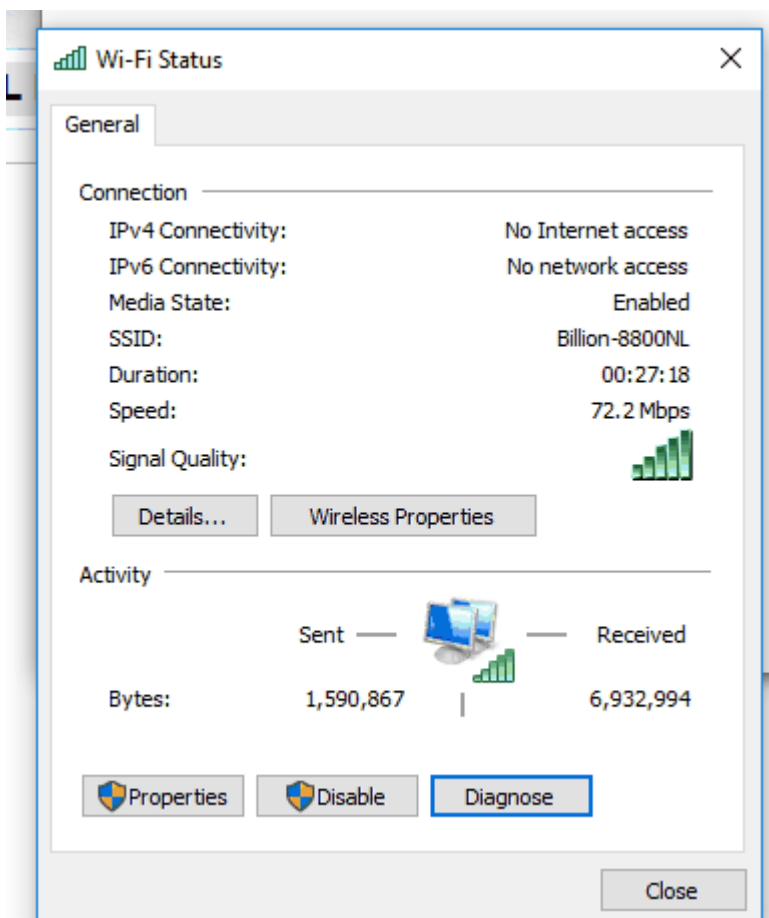 Wi-Fi Status
L
General
Connection
IPv4 Connectivity: No Internet access
IPv6 Connectivity: No network access
Media State: Enabled
SSID: Billion-8800NL
Duration: 00:27:18
Speed: 72.2 Mbps
Signal Quality:
Details... Wireless Properties
Activity
Sent Received
Bytes: 1,590,867 6,932,994
Properties Disable Diagnose
Close